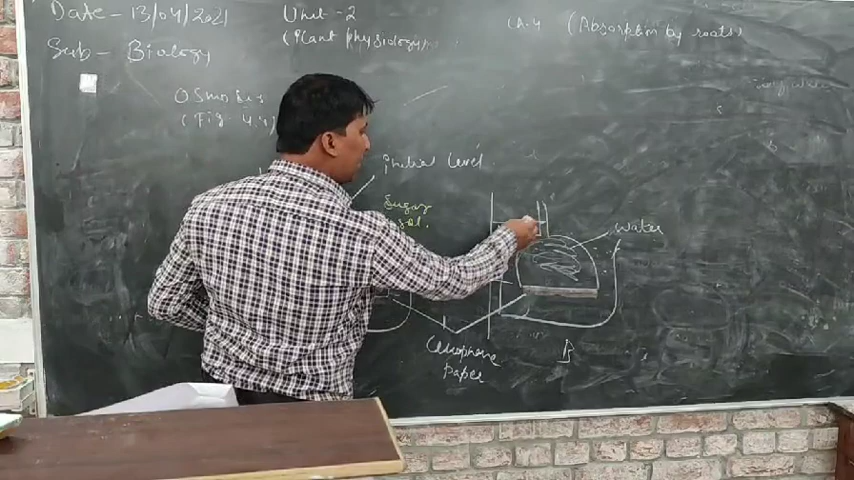 Date - 13/04/2021
Unit - 2
(Plant physiology)
Ch-4 (Absorption by roots)
Sub - Biology
Osmosis
(Fig - 4.
Initial Level
Sugar
sol.
Water
Cellophane
paper
B